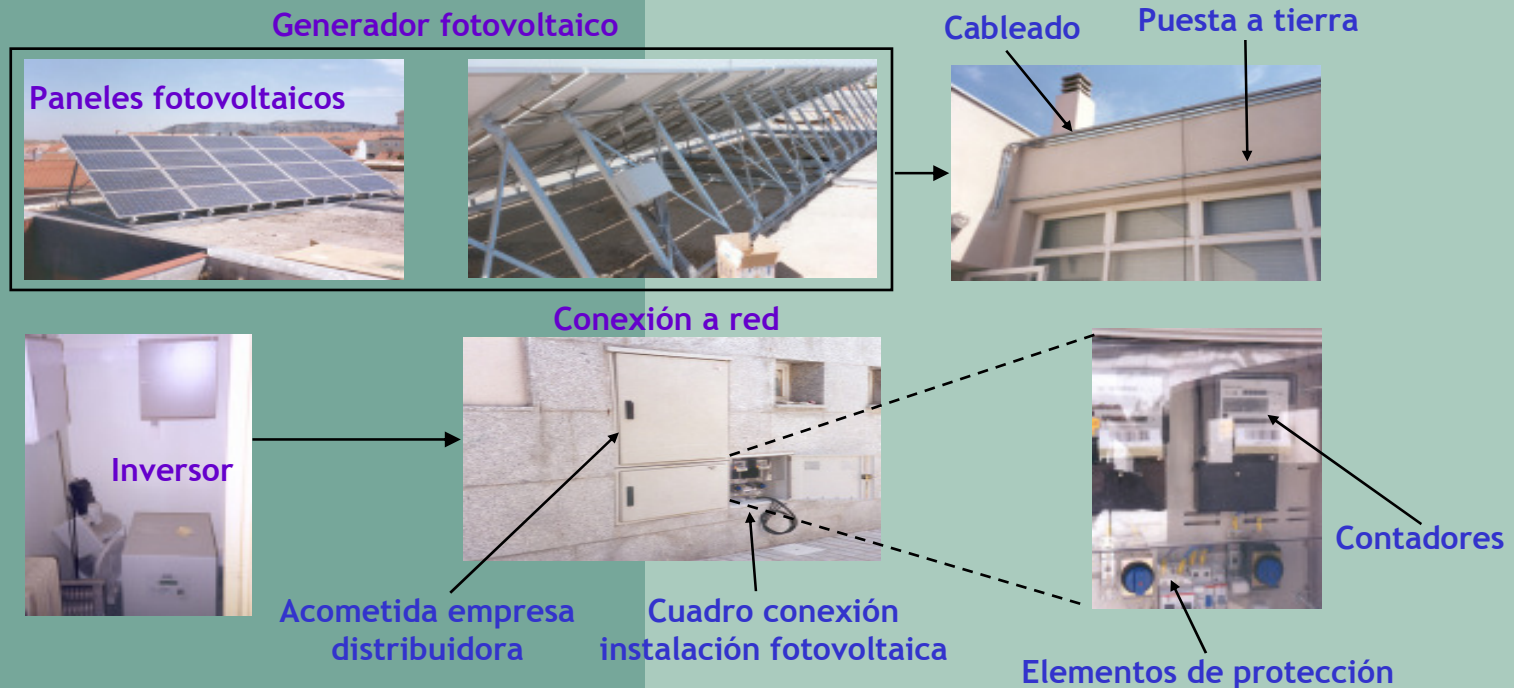 Generador fotovoltaico
Cableado
Puesta a tierra
Paneles fotovoltaicos
Conexión a red
Inversor
Contadores
Acometida empresa
distribuidora
Cuadro conexión
instalación fotovoltaica
Elementos de protección